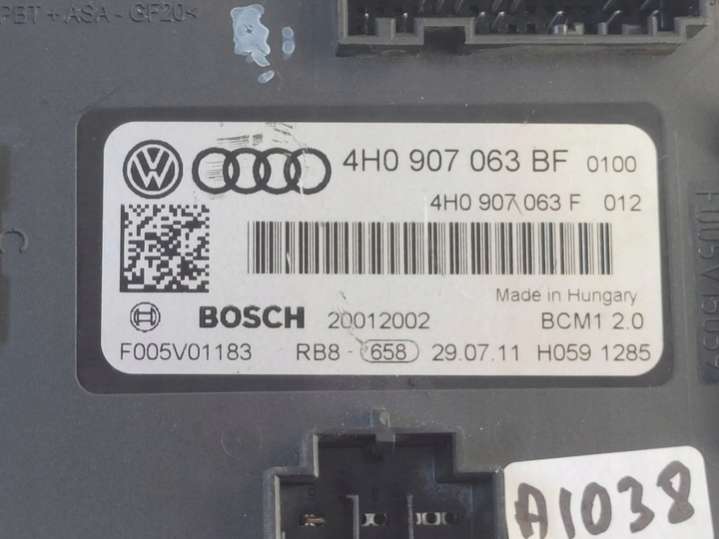 PBT + ASA - GF20<
4H0 907 063 BF 0100
4H0 907 063 F 012
Made in Hungary
BOSCH 20012002 BCM1 2.0
F005V01183 RB8- 658 29.07.11 H059 1285
A1038